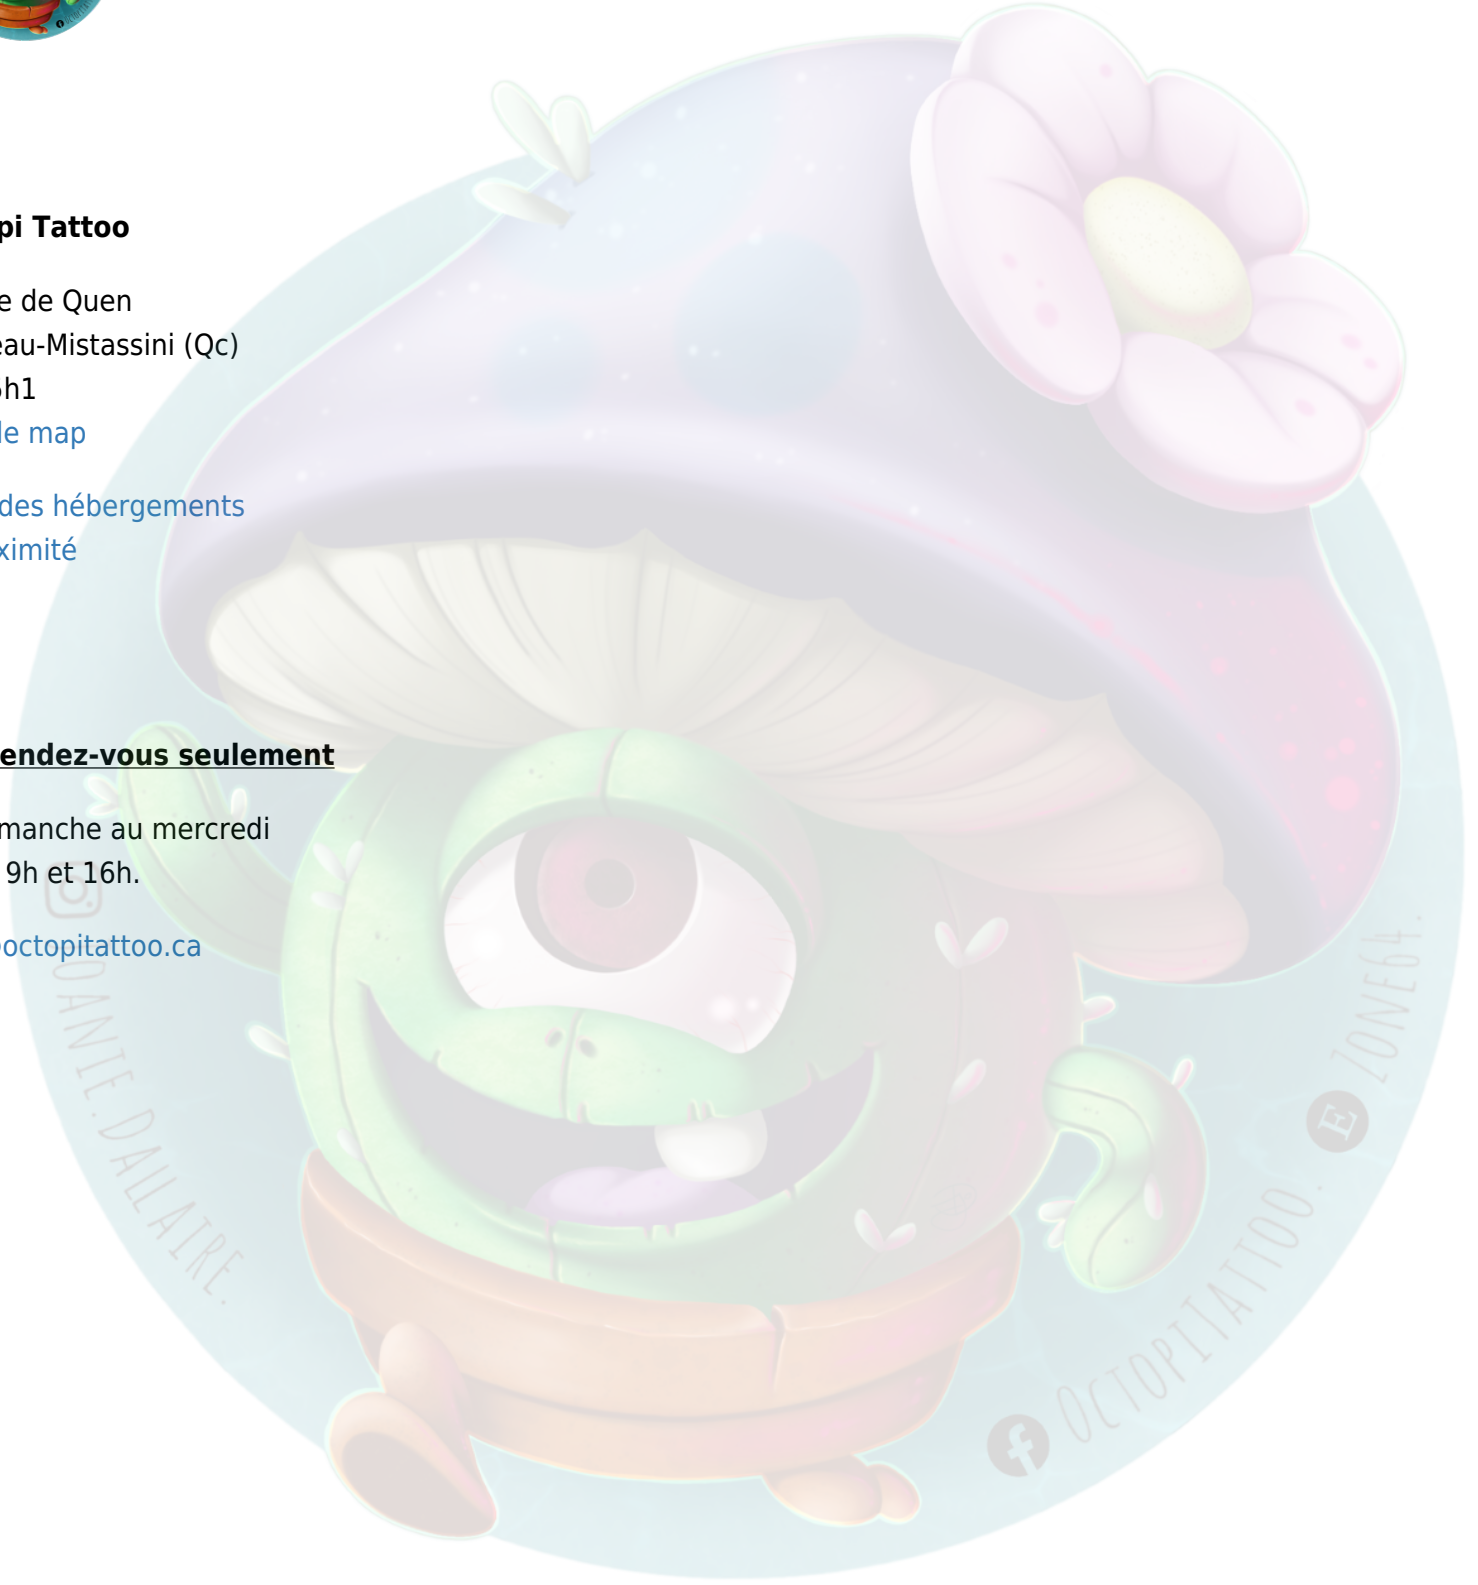 pi Tattoo
e de Quen
eau-Mistassini (Qc)
h1
le map
des hébergements
ximité
endez-vous seulement
manche au mercredi
9h et 16h.
octopitattoo.ca
OANIE.DALLAIRE.
OCTOPITATTOO.
ZONE64.